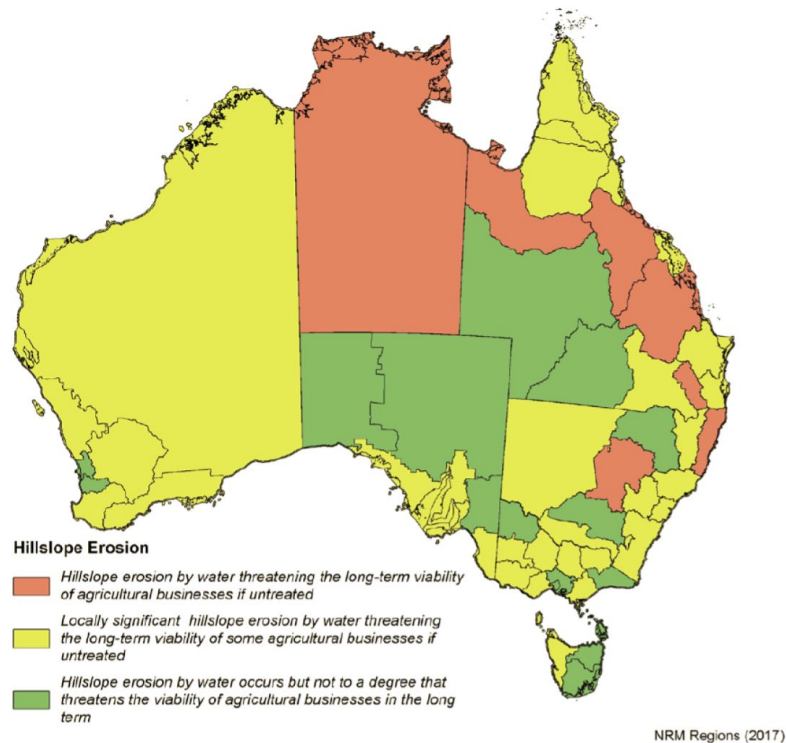 Hillslope Erosion
Hillslope erosion by water threatening the long-term viability
of agricultural businesses if untreated
Locally significant hillslope erosion by water threatening
the long-term viability of some agricultural businesses if
untreated
Hillslope erosion by water occurs but not to a degree that
threatens the viability of agricultural businesses in the long
term
NRM Regions (2017)